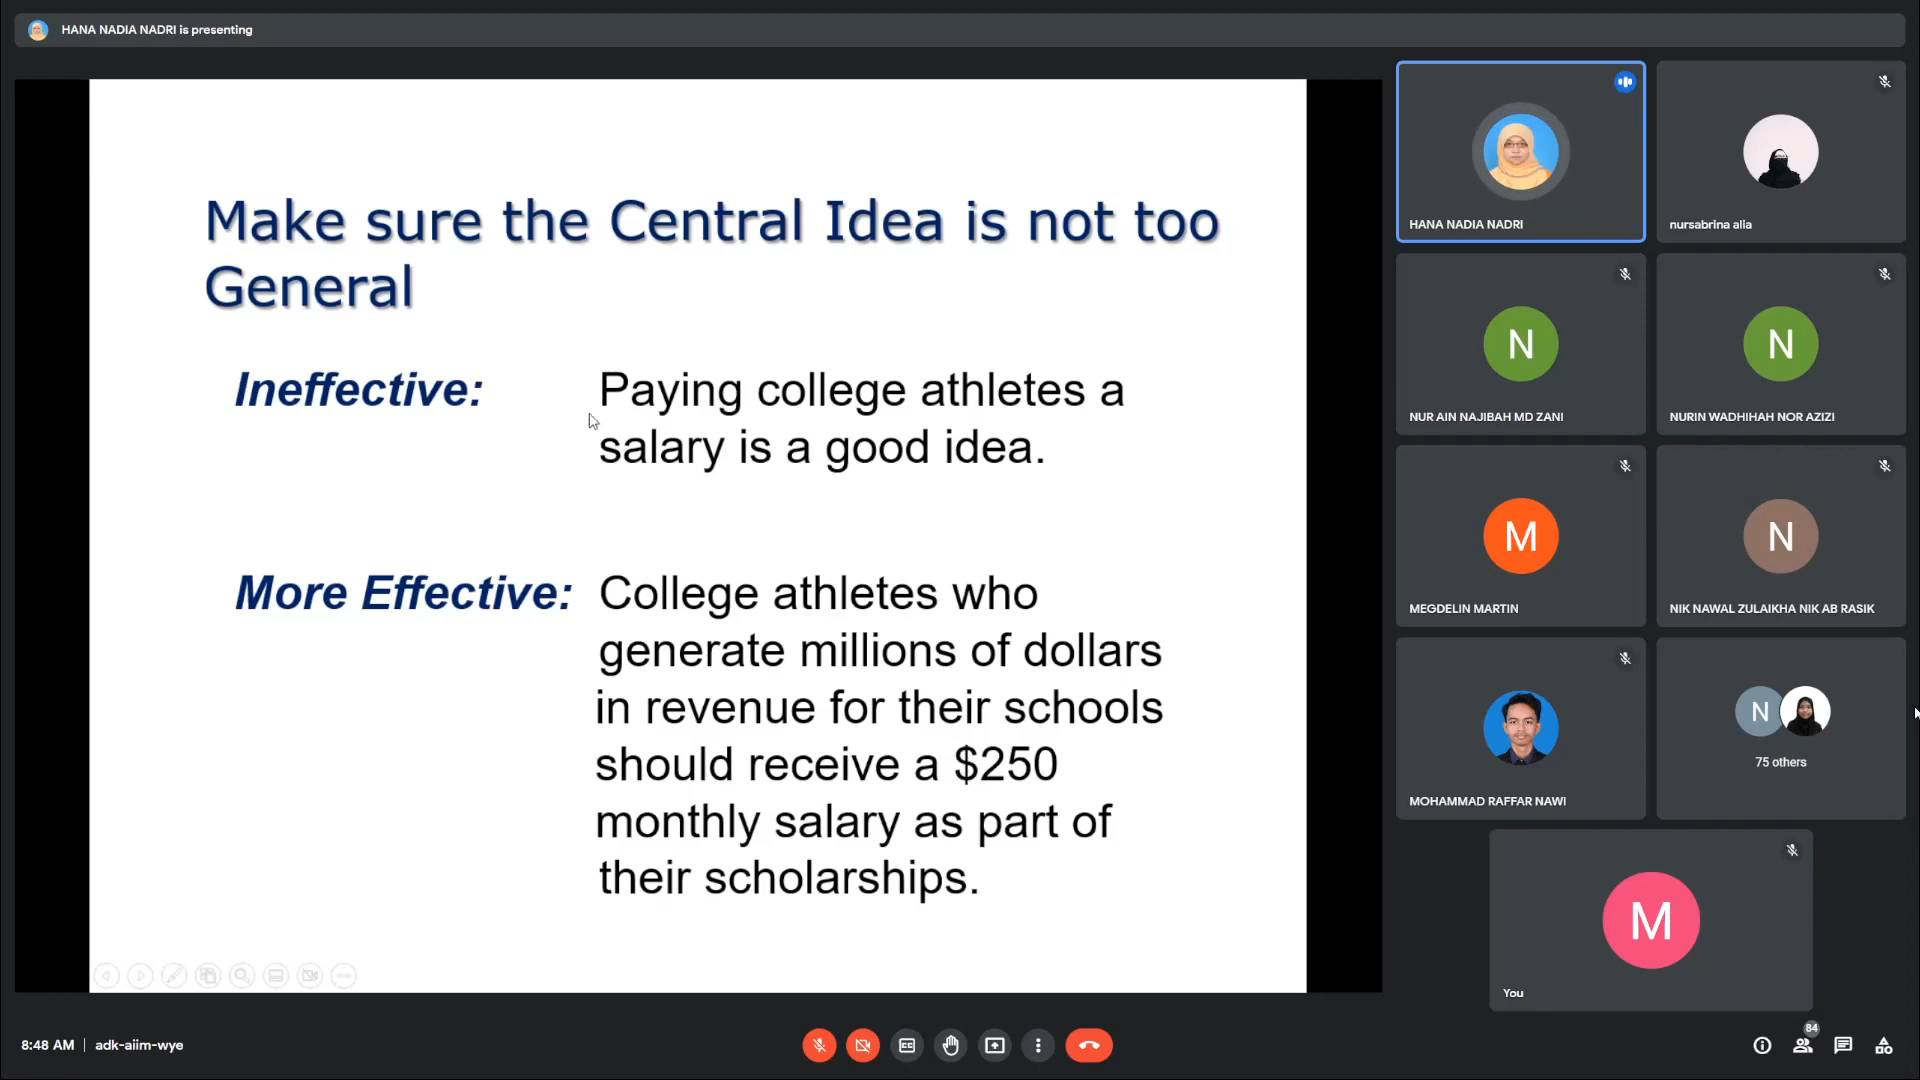 HANA NADIA NADRI is presenting
Make sure the Central Idea is not too
General
Ineffective:
Paying college athletes a
salary is a good idea.
More Effective:
College athletes who
generate millions of dollars
in revenue for their schools
should receive a $250
monthly salary as part of
their scholarships.
HANA NADIA NADRI
nursabrina alia
N
NUR AIN NAJIBAH MD ZANI
N
NURIN WADHIHAH NOR AZIZI
M
MEGDELIN MARTIN
N
NIK NAWAL ZULAIKHA NIK AB RASIK
MOHAMMAD RAFFAR NAWI
N
75 others
M
You
8:48 AM | adk-aiim-wye
84